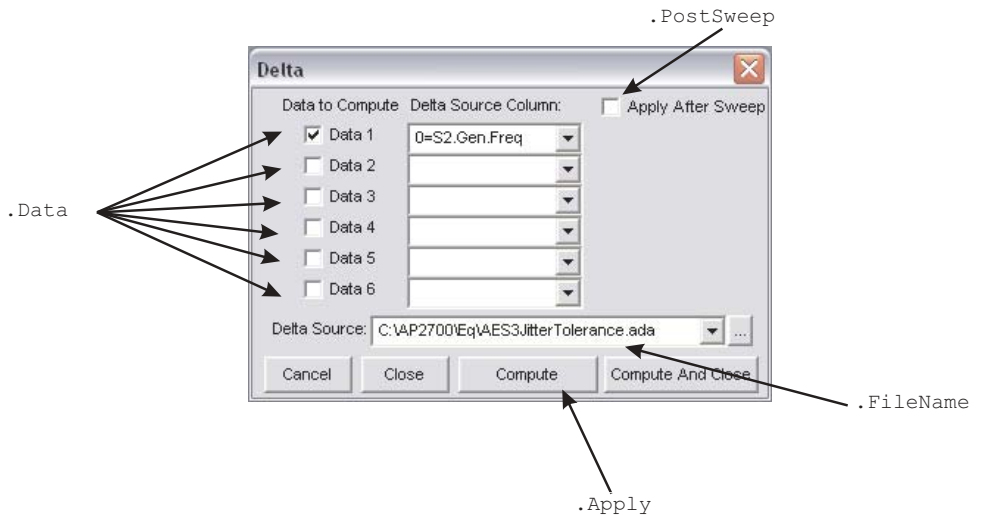 .PostSweep
Delta
Data to Compute Delta Source Column: Apply After Sweep
Data 1 0=S2.Gen.Freq
Data 2
Data 3
.Data
Data 4
Data 5
Data 6
Delta Source: C:\AP2700\Eq\AES3JitterTolerance.ada ...
Cancel Close Compute Compute And Close
.FileName
.Apply